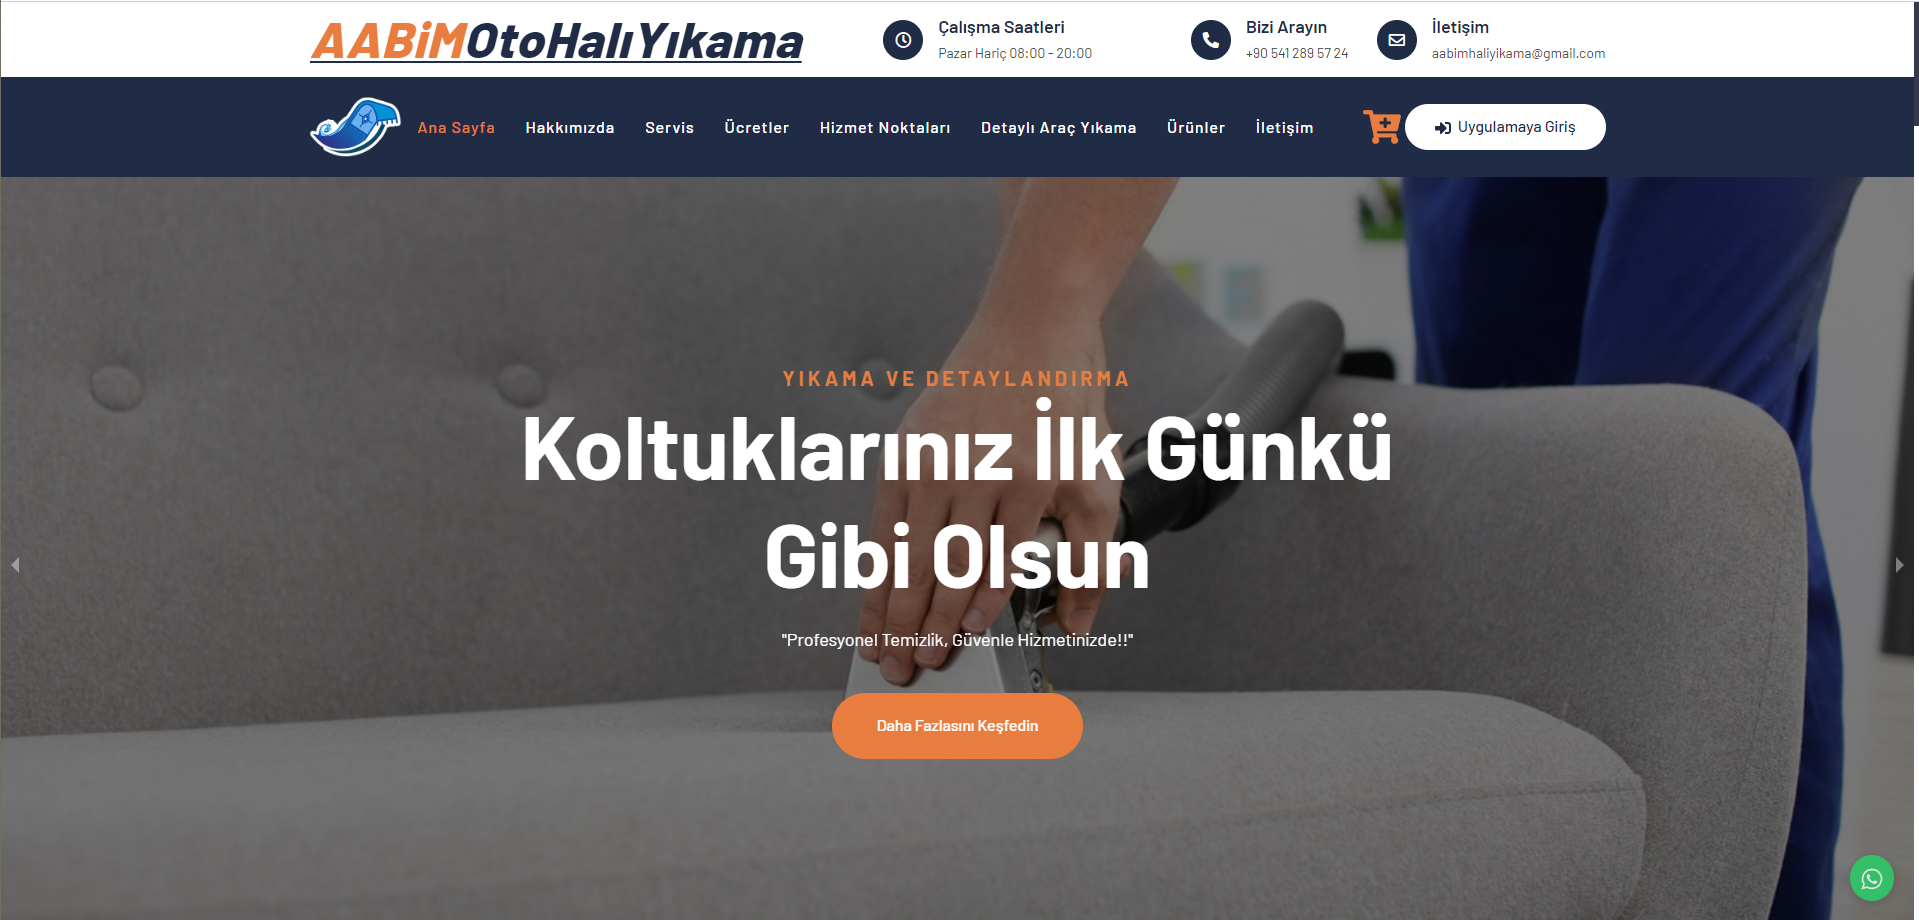 AABiMOtoHalıYıkama
Çalışma Saatleri
Pazar Hariç 08:00 - 20:00
Bizi Arayın
+90 541 289 57 24
İletişim
aabimhaliyikama@gmail.com
Ana Sayfa
Hakkımızda
Servis
Ücretler
Hizmet Noktaları
Detaylı Araç Yıkama
Ürünler
İletişim
Uygulamaya Giriş
YIKAMA VE DETAYLANDIRMA
Koltuklarınız İlk Günkü
Gibi Olsun
"Profesyonel Temizlik, Güvenle Hizmetinizde!!"
Daha Fazlasını Keşfedin